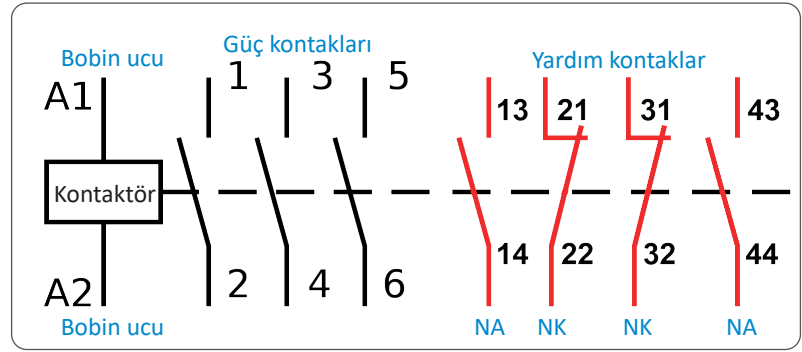 Bobin ucu
Güç kontakları
Yardım kontaklar
A1
1
3
5
13
21
31
43
Kontaktör
A2
2
4
6
14
22
32
44
Bobin ucu
NA
NK
NK
NA